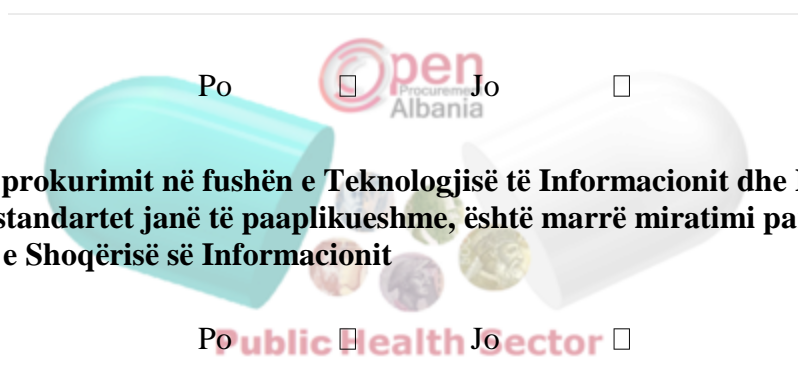 Open
Procurement
Albania
Po □ Jo □
prokurimit në fushën e Teknologjisë të Informacionit dhe
standartet janë të paaplikueshme, është marrë miratimi pa
e Shoqërisë së Informacionit
Po □ Jo □
Public Health Sector